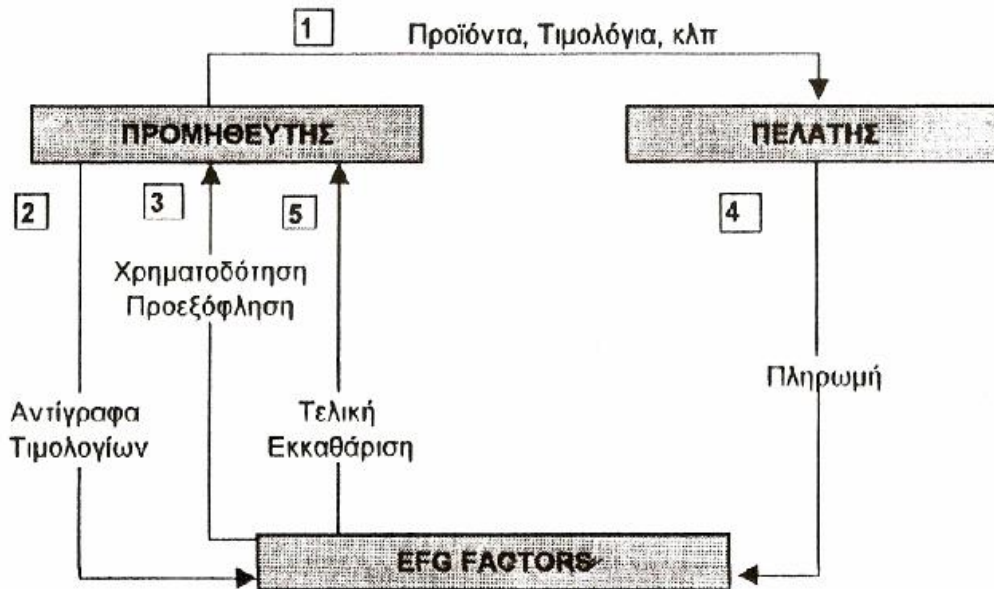 1
Προϊόντα, Τιμολόγια, κλπ
ΠΡΟΜΗΘΕΥΤΗΣ
ΠΕΛΑΤΗΣ
2
3
5
4
Χρηματοδότηση
Προεξόφληση
Πληρωμή
Αντίγραφα
Τιμολογίων
Τελική
Εκκαθάριση
EFG FACTORS